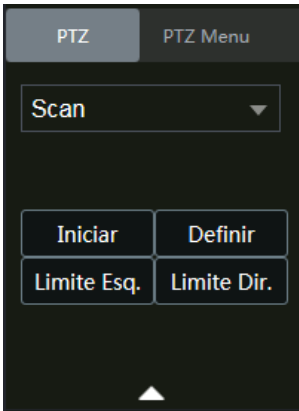 PTZ PTZ Menu
Scan
Iniciar Definir
Limite Esq. Limite Dir.